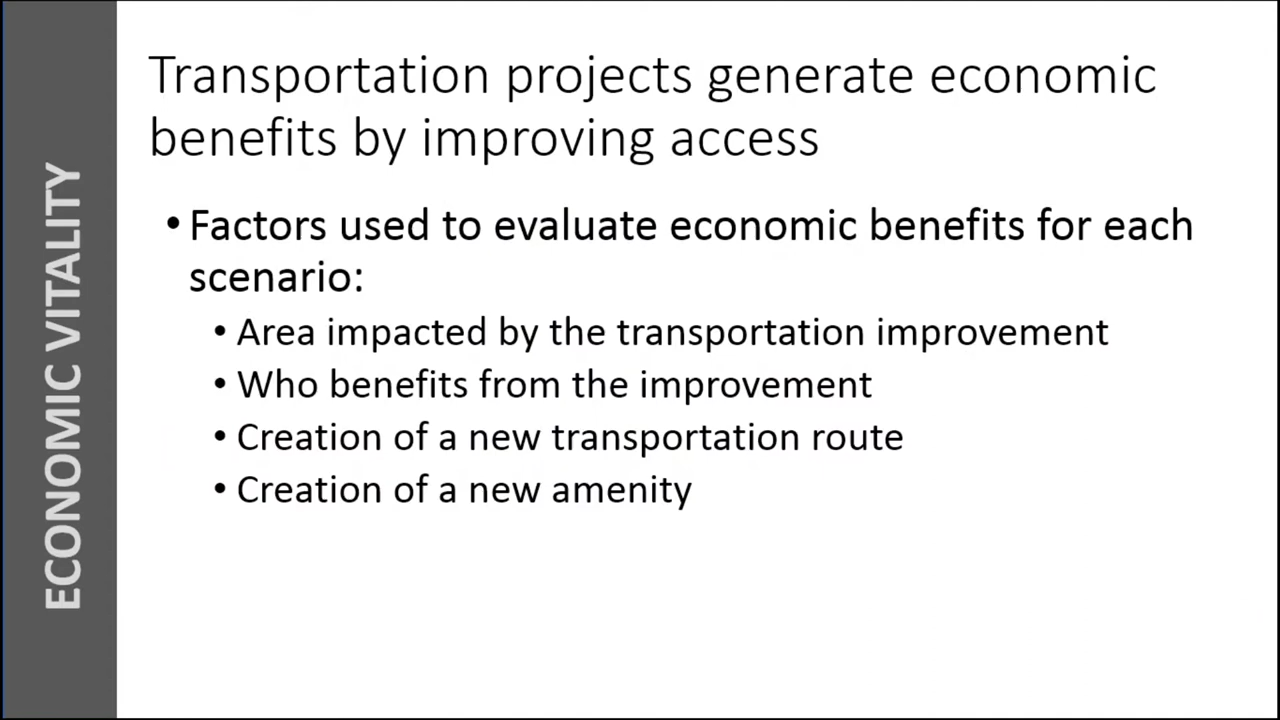 ECONOMIC VITALITY
Transportation projects generate economic
benefits by improving access
• Factors used to evaluate economic benefits for each
scenario:
• Area impacted by the transportation improvement
• Who benefits from the improvement
• Creation of a new transportation route
• Creation of a new amenity